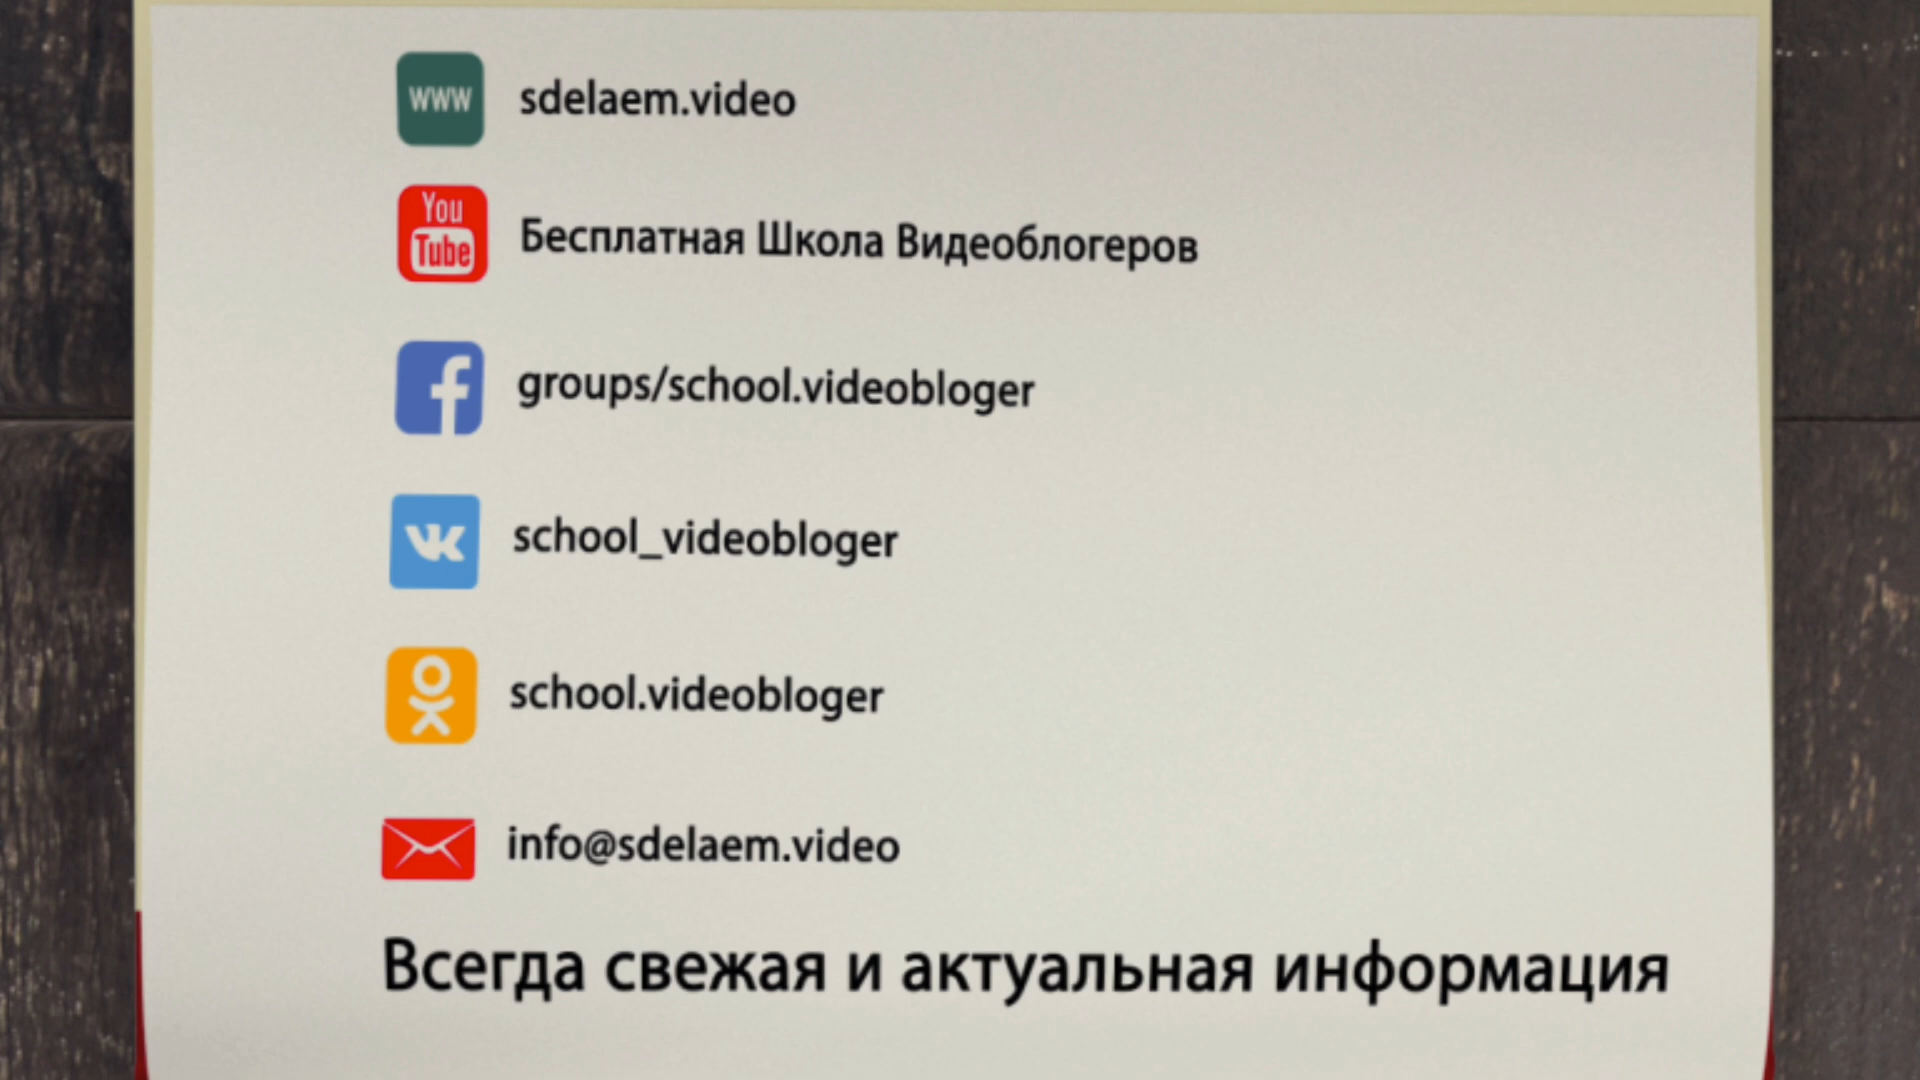 www sdelaem.video
You
Tube Бесплатная Школа Видеоблогеров
f groups/school.videobloger
vk school_videobloger
school.videobloger
info@sdelaem.video
Всегда свежая и актуальная информация